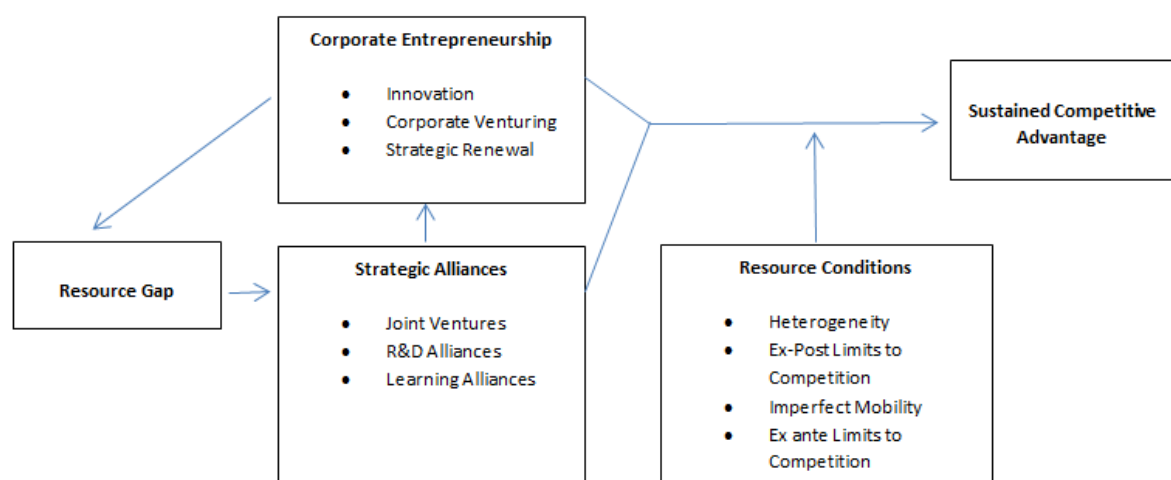 Corporate Entrepreneurship
● Innovation
● Corporate Venturing
● Strategic Renewal
Sustained Competitive
Advantage
Resource Gap
Strategic Alliances
● Joint Ventures
● R&D Alliances
● Learning Alliances
Resource Conditions
● Heterogeneity
● Ex-Post Limits to
Competition
● Imperfect Mobility
● Ex ante Limits to
Competition